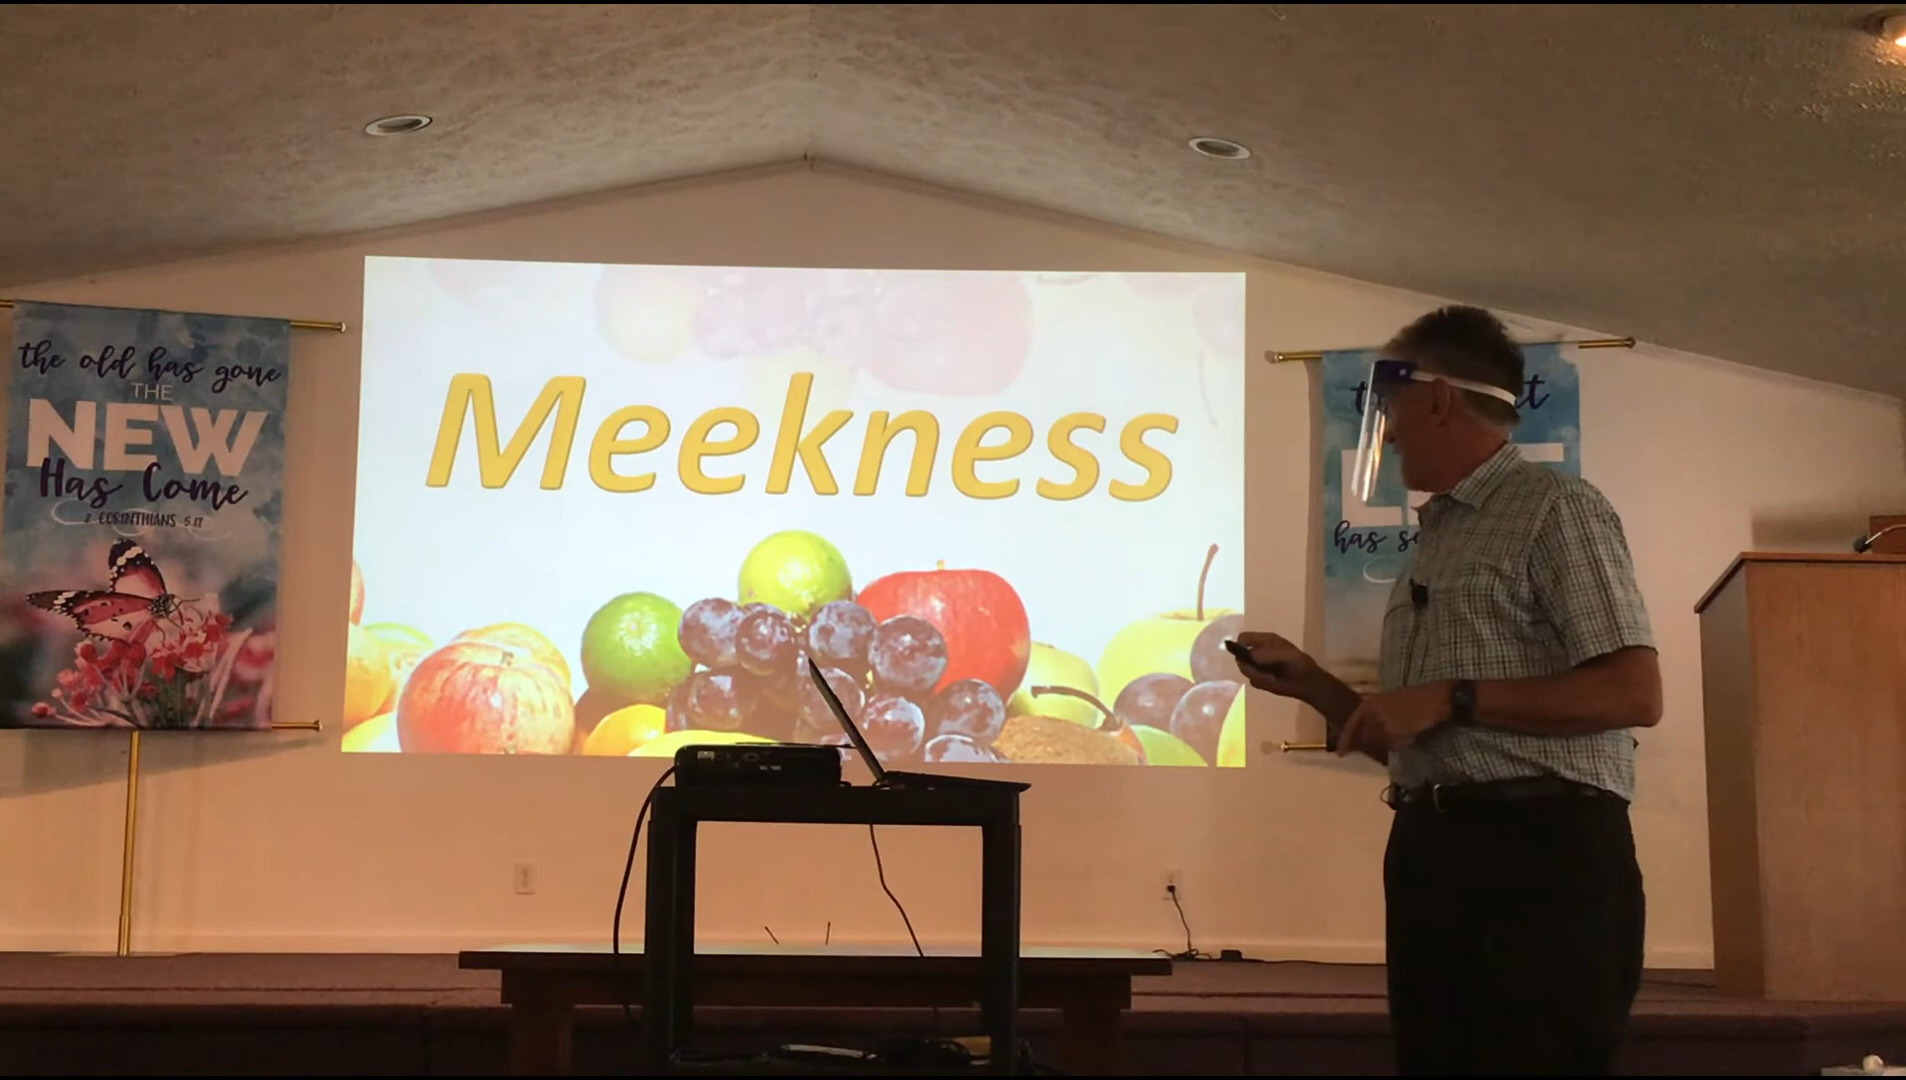 the old has gone
THE
NEW
Has Come
2 CORINTHIANS 5:17
Meekness
has